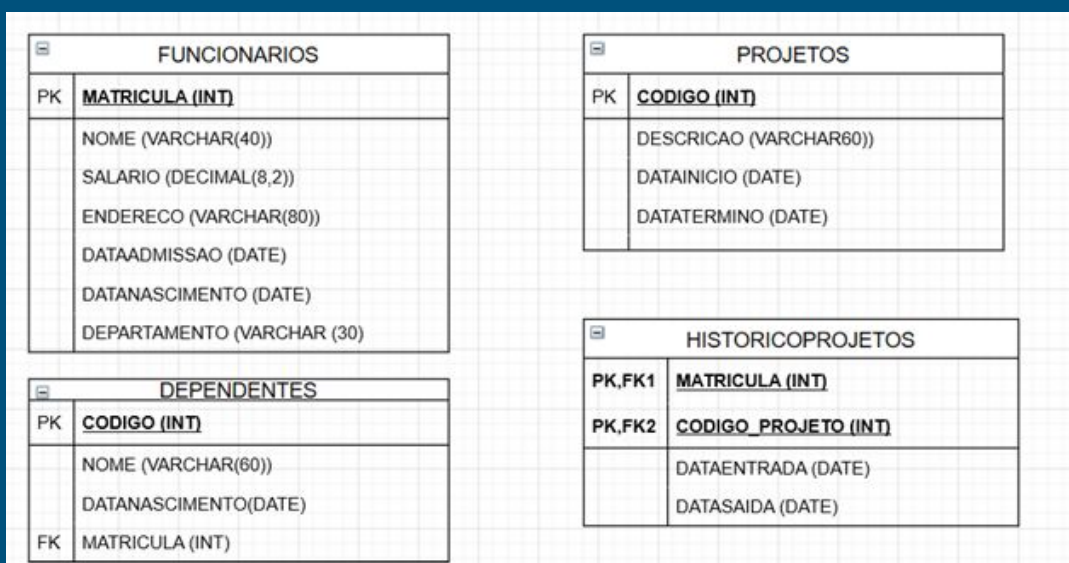 FUNCIONARIOS
PK MATRICULA (INT)
NOME (VARCHAR(40))
SALARIO (DECIMAL(8,2))
ENDERECO (VARCHAR(80))
DATAADMISSAO (DATE)
DATANASCIMENTO (DATE)
DEPARTAMENTO (VARCHAR (30)
DEPENDENTES
PK CODIGO (INT)
NOME (VARCHAR(60))
DATANASCIMENTO(DATE)
FK MATRICULA (INT)
PROJETOS
PK CODIGO (INT)
DESCRICAO (VARCHAR60))
DATAINICIO (DATE)
DATATERMINO (DATE)
HISTORICOPROJETOS
PK,FK1 MATRICULA (INT)
PK,FK2 CODIGO_PROJETO (INT)
DATAENTRADA (DATE)
DATASAIDA (DATE)